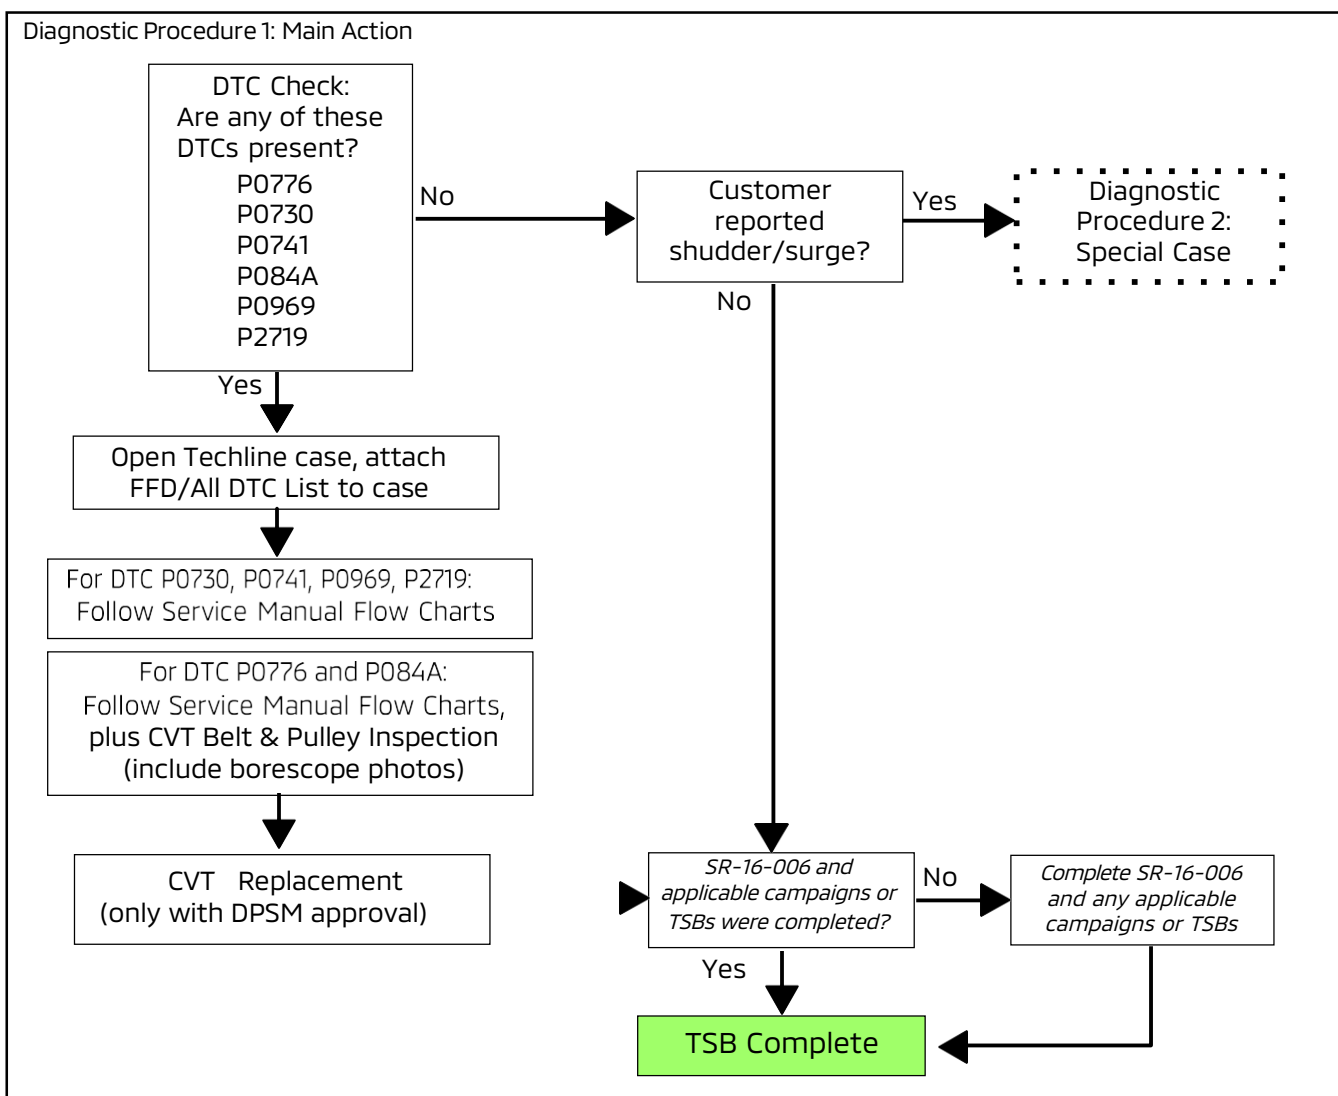 Diagnostic Procedure 1: Main Action
DTC Check:
Are any of these
DTCs present?
P0776
P0730
P0741
P084A
P0969
P2719
No
Customer
reported
shudder/surge?
Yes
Diagnostic
Procedure 2:
Special Case
No
Yes
Open Techline case, attach
FFD/All DTC List to case
For DTC P0730, P0741, P0969, P2719:
Follow Service Manual Flow Charts
For DTC P0776 and P084A:
Follow Service Manual Flow Charts,
plus CVT Belt & Pulley Inspection
(include borescope photos)
CVT Replacement
(only with DPSM approval)
SR-16-006 and
applicable campaigns or
TSBs were completed?
No
Complete SR-16-006
and any applicable
campaigns or TSBs
Yes
TSB Complete